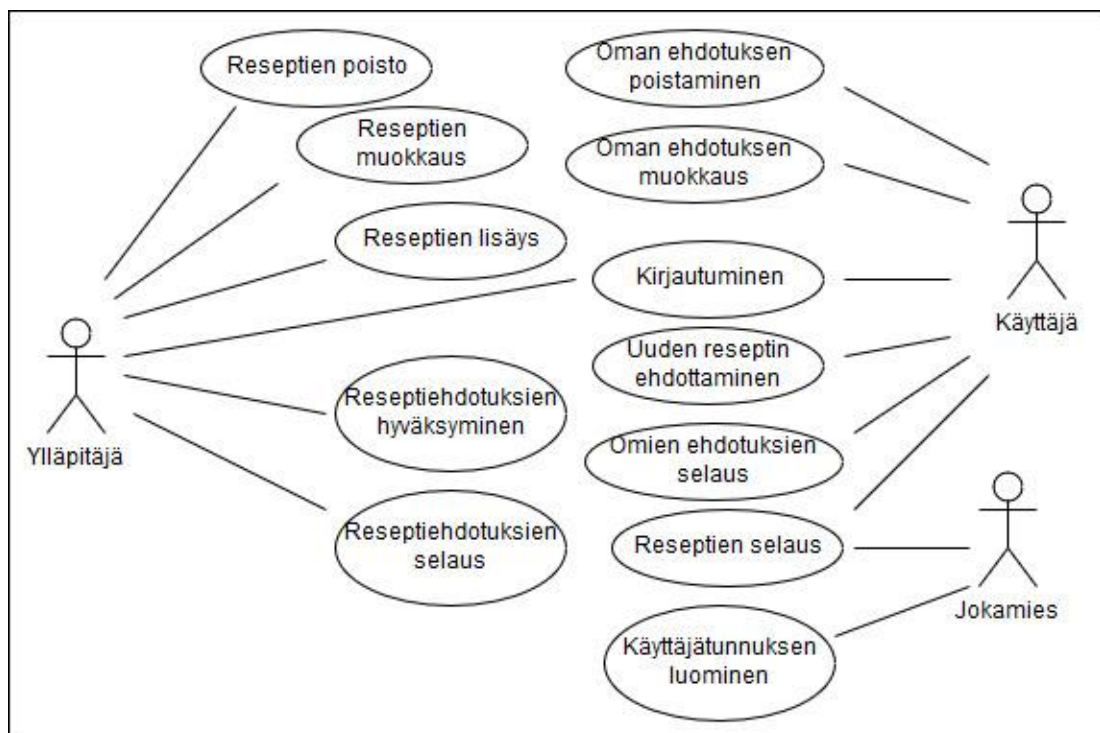 Reseptien poisto
Reseptien
muokkaus
Reseptien lisäys
Reseptiehdotuksien
hyväksyminen
Reseptiehdotuksien
selaus
Ylläpitäjä
Oman ehdotuksen
poistaminen
Oman ehdotuksen
muokkaus
Kirjautuminen
Uuden reseptin
ehdottaminen
Omien ehdotuksien
selaus
Reseptien selaus
Käyttäjätunnuksen
luominen
Käyttäjä
Jokamies